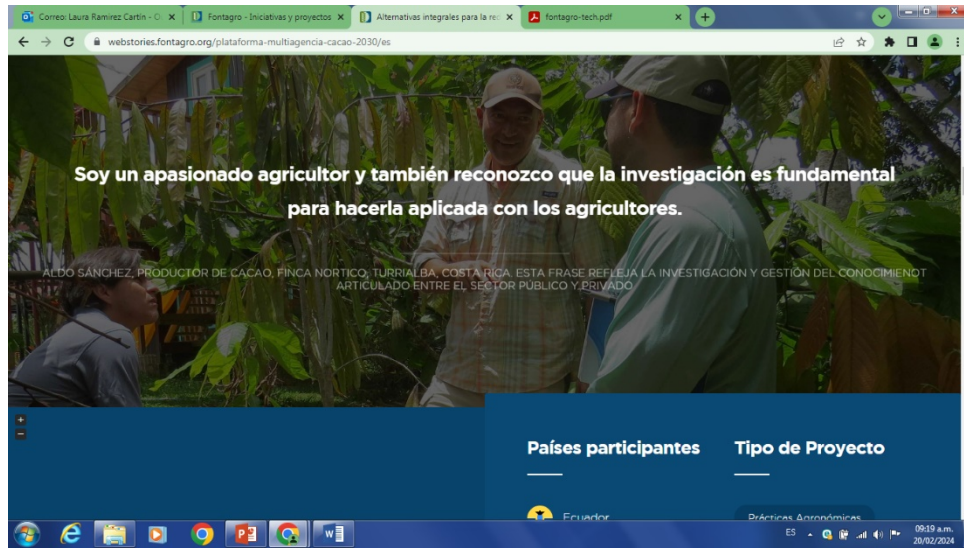 Correo: Laura Ramirez Cartín - O
Fontagro - Iniciativas y proyectos
Alternativas integrales para la re
fontagro-tech.pdf
webstories.fontagro.org/plataforma-multiagencia-cacao-2030/es
Soy un apasionado agricultor y también reconozco que la investigación es fundamental
para hacerla aplicada con los agricultores.
ALDO SÁNCHEZ, PRODUCTOR DE CACAO, FINCA NORTICO, TURRIALBA, COSTA RICA. ESTA FRASE REFLEJA LA INVESTIGACIÓN Y GESTIÓN DEL CONOCIMIENOT
ARTICULADO ENTRE EL SECTOR PÚBLICO Y PRIVADO
Países participantes
Tipo de Proyecto
Ecuador
Prácticas Agronómicas
ES
09:19 a.m.
20/02/2024